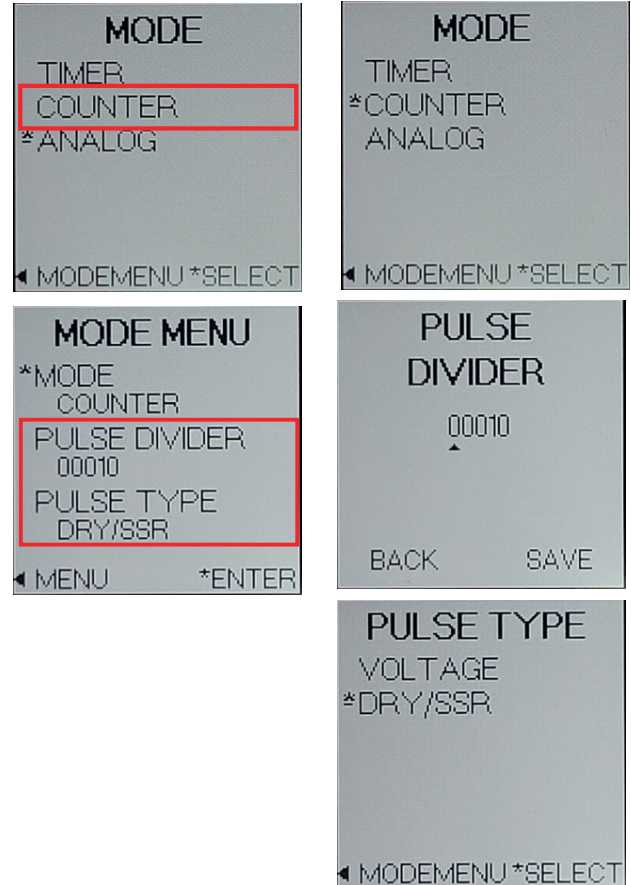 MODE
TIMER
COUNTER
*ANALOG
◄ MODEMENU *SELECT
MODE
TIMER
*COUNTER
ANALOG
◄ MODEMENU *SELECT
MODE MENU
*MODE
COUNTER
PULSE DIVIDER
00010
PULSE TYPE
DRY/SSR
◄ MENU *ENTER
PULSE
DIVIDER
00010
BACK SAVE
PULSE TYPE
VOLTAGE
*DRY/SSR
◄ MODEMENU *SELECT